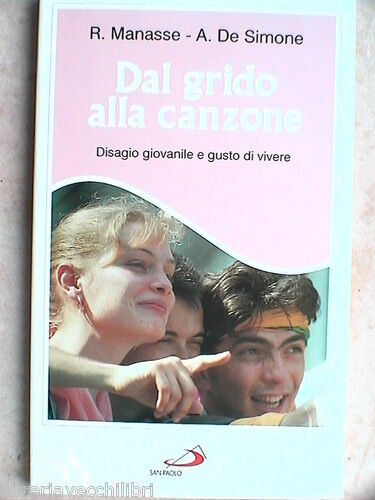 R. Manasse - A. De Simone
Dal grido
alla canzone
Disagio giovanile e gusto di vivere
SAN PAOLO
libreriavecchilibri